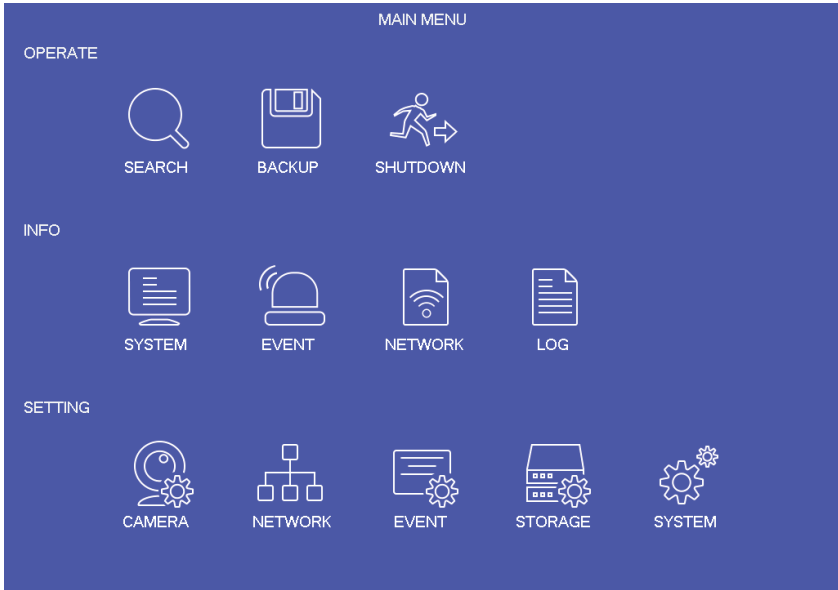 MAIN MENU
OPERATE
SEARCH BACKUP SHUTDOWN
INFO
SYSTEM EVENT NETWORK LOG
SETTING
CAMERA NETWORK EVENT STORAGE SYSTEM